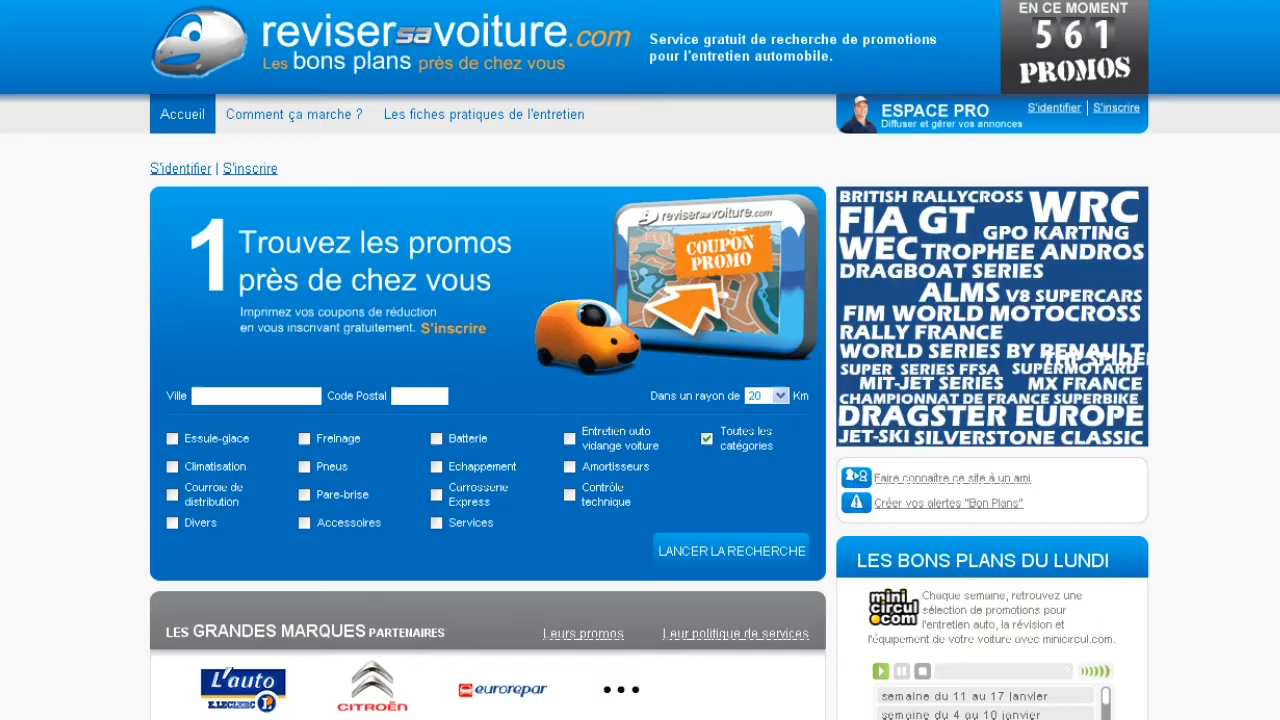 revisersavoiture.com
Les bons plans près de chez vous
Service gratuit de recherche de promotions
pour l'entretien automobile.
EN CE MOMENT
561
PROMOS
Accueil
Comment ça marche ?
Les fiches pratiques de l'entretien
ESPACE PRO
Diffuser et gérer vos annonces
S'identifier | S'inscrire
S'identifier | S'inscrire
1 Trouvez les promos
près de chez vous
Imprimez vos coupons de réduction
en vous inscrivant gratuitement. S'inscrire
revisersavoiture.com
COUPON
PROMO
Ville
Code Postal
Dans un rayon de 20 Km
Essuie-glace
Freinage
Batterie
Entretien auto
vidange voiture
Toutes les
catégories
Climatisation
Pneus
Echappement
Amortisseurs
Courroie de
distribution
Pare-brise
Carrosserie
Express
Contrôle
technique
Divers
Accessoires
Services
LANCER LA RECHERCHE
BRITISH RALLYCROSS
WRC
FIA GT
GPO KARTING
WEC TROPHEE ANDROS
DRAGBOAT SERIES
ALMS V8 SUPERCARS
FIM WORLD MOTOCROSS
RALLY FRANCE
WORLD SERIES BY RENAULT
SUPER SERIES FFSA SUPERMOTARD
MIT-JET SERIES MX FRANCE
CHAMPIONNAT DE FRANCE SUPERBIKE
DRAGSTER EUROPE
JET-SKI SILVERSTONE CLASSIC
Faire connaître ce site à un ami
Créer vos alertes "Bon Plans"
LES BONS PLANS DU LUNDI
mini
circul
.com
Chaque semaine, retrouvez une
sélection de promotions pour
l'entretien auto, la révision et
l'équipement de votre voiture avec minicircul.com.
semaine du 11 au 17 janvier
semaine du 4 au 10 janvier
LES GRANDES MARQUES PARTENAIRES
Leurs promos
Leur politique de services
L'auto
E.LECLERC
CITROËN
eurorepar